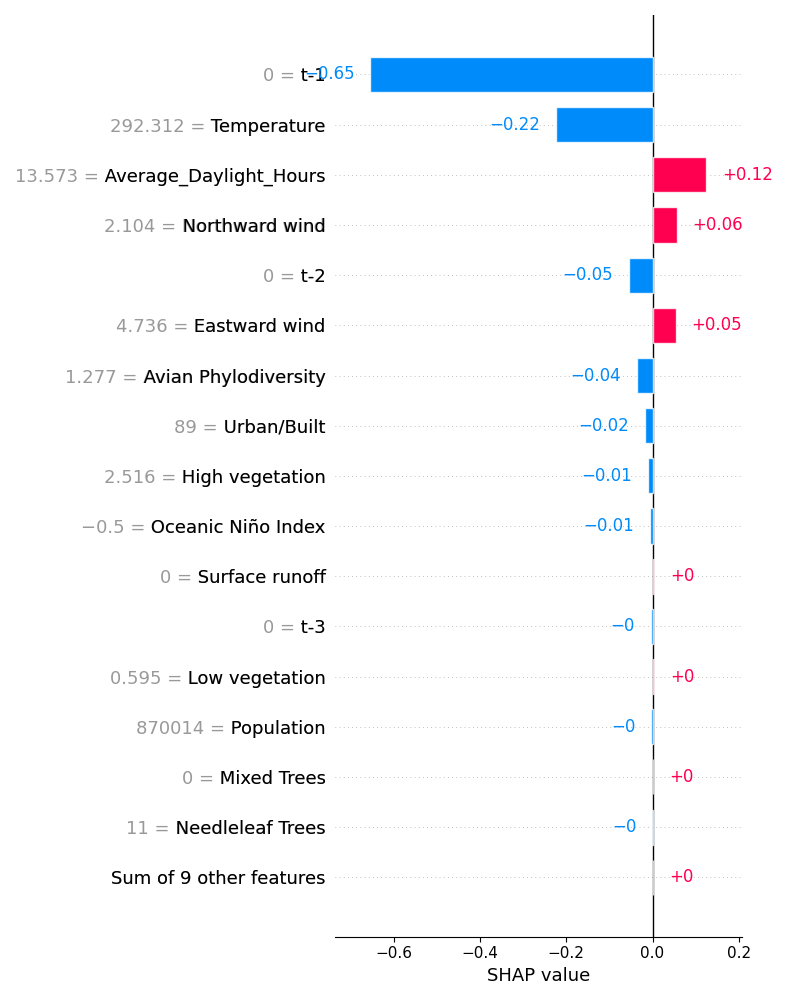 0 = t-1 −0.65
292.312 = Temperature −0.22
13.573 = Average_Daylight_Hours +0.12
2.104 = Northward wind +0.06
0 = t-2 −0.05
4.736 = Eastward wind +0.05
1.277 = Avian Phylodiversity −0.04
89 = Urban/Built −0.02
2.516 = High vegetation −0.01
−0.5 = Oceanic Niño Index −0.01
0 = Surface runoff +0
0 = t-3 −0
0.595 = Low vegetation +0
870014 = Population −0
0 = Mixed Trees +0
11 = Needleleaf Trees −0
Sum of 9 other features +0
−0.6 −0.4 −0.2 0.0 0.2
SHAP value